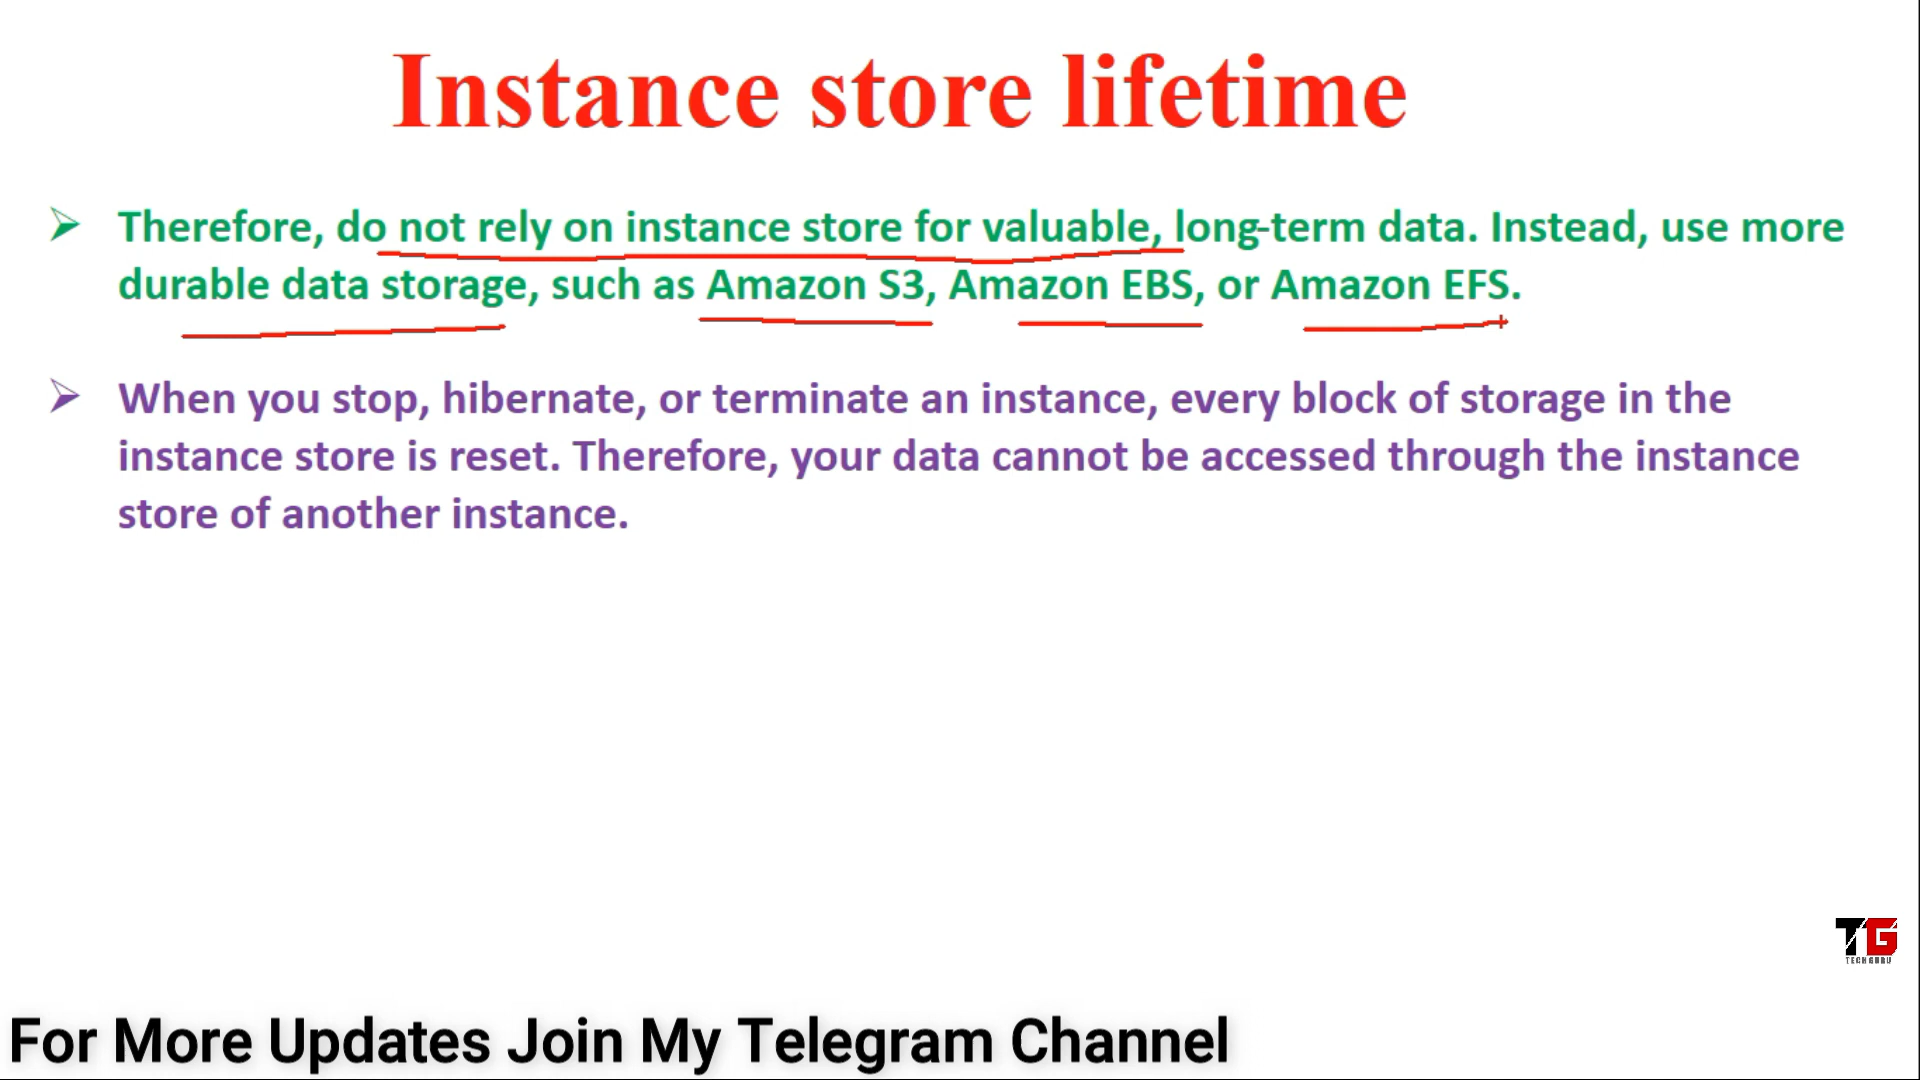 Instance store lifetime
Therefore, do not rely on instance store for valuable, long-term data. Instead, use more
durable data storage, such as Amazon S3, Amazon EBS, or Amazon EFS.
When you stop, hibernate, or terminate an instance, every block of storage in the
instance store is reset. Therefore, your data cannot be accessed through the instance
store of another instance.
TG
TECH GURU
For More Updates Join My Telegram Channel